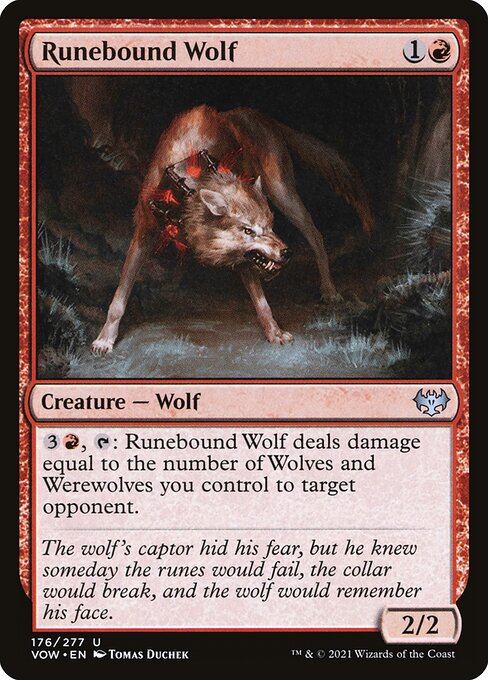 Runebound Wolf 1
Creature — Wolf
3, : Runebound Wolf deals damage
equal to the number of Wolves and
Werewolves you control to target
opponent.
The wolf's captor hid his fear, but he knew
someday the runes would fail, the collar
would break, and the wolf would remember
his face.
2/2
176/277 U
VOW • EN Tomas Duchek
™ & © 2021 Wizards of the Coast